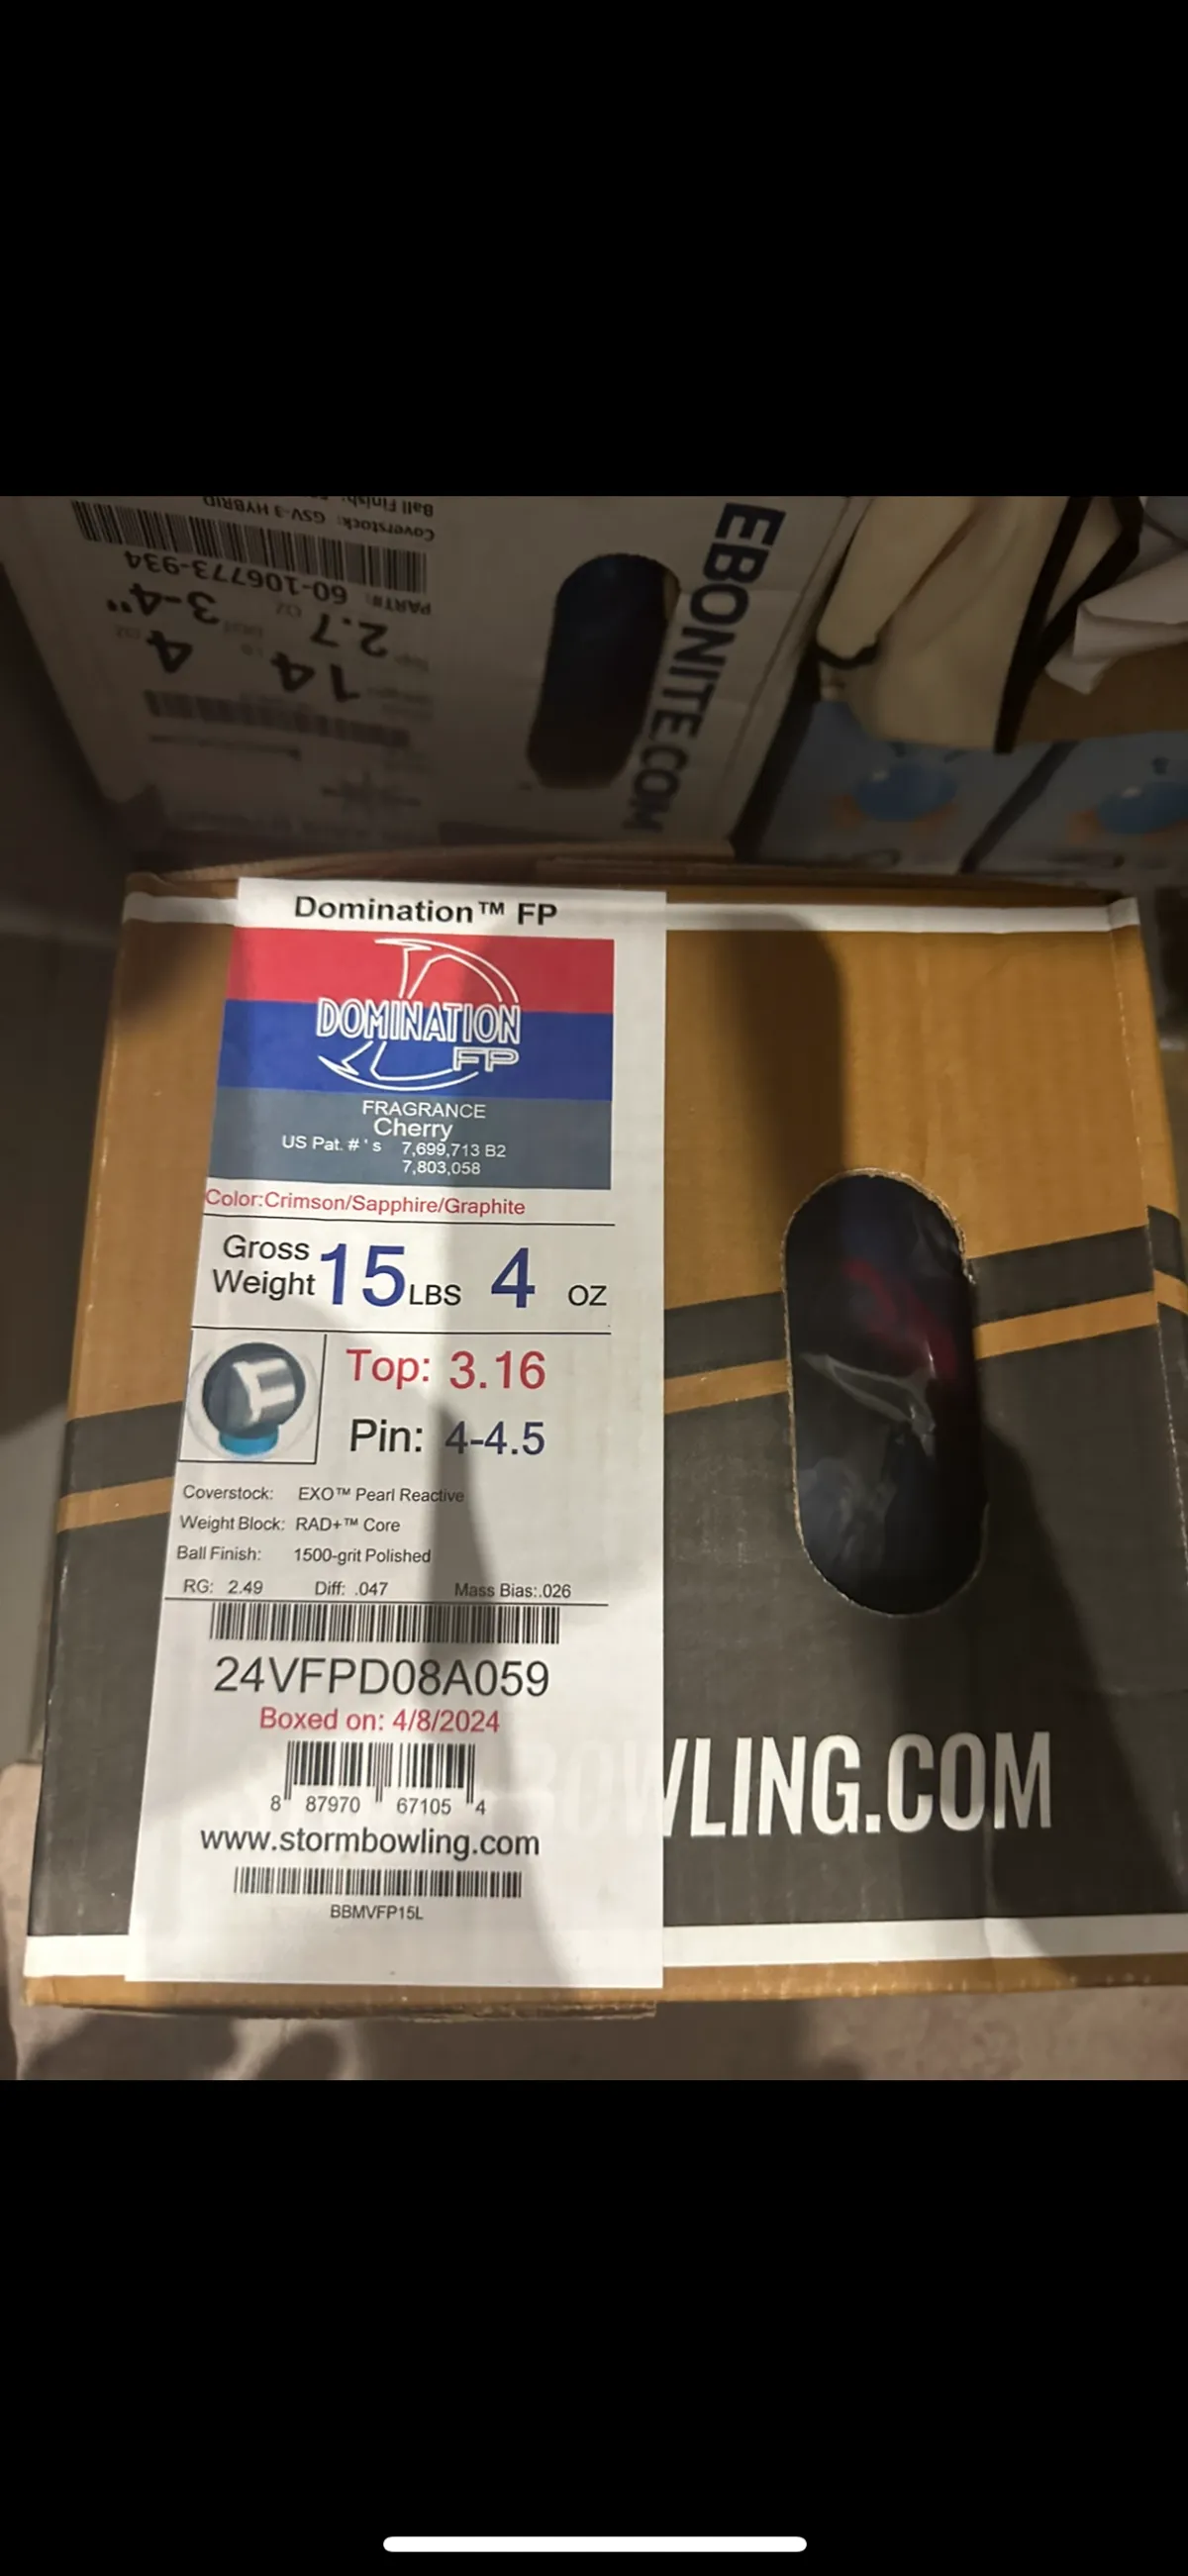 Ball Finish:
Coverstock: GSV-3 HYBRID
PART#: 60-106773-934
2.7 OZ 3-4"
14 4
EBONITE.COM
Domination™ FP
DOMINATION
FP
FRAGRANCE
Cherry
US Pat. # ' s 7,699,713 B2
7,803,058
Color:Crimson/Sapphire/Graphite
Gross
Weight 15 LBS 4 OZ
Top: 3.16
Pin: 4-4.5
Coverstock: EXO™ Pearl Reactive
Weight Block: RAD+™ Core
Ball Finish: 1500-grit Polished
RG: 2.49 Diff: .047 Mass Bias:.026
24VFPD08A059
Boxed on: 4/8/2024
8 87970 67105 4
www.stormbowling.com
BBMVFP15L
WLING.COM